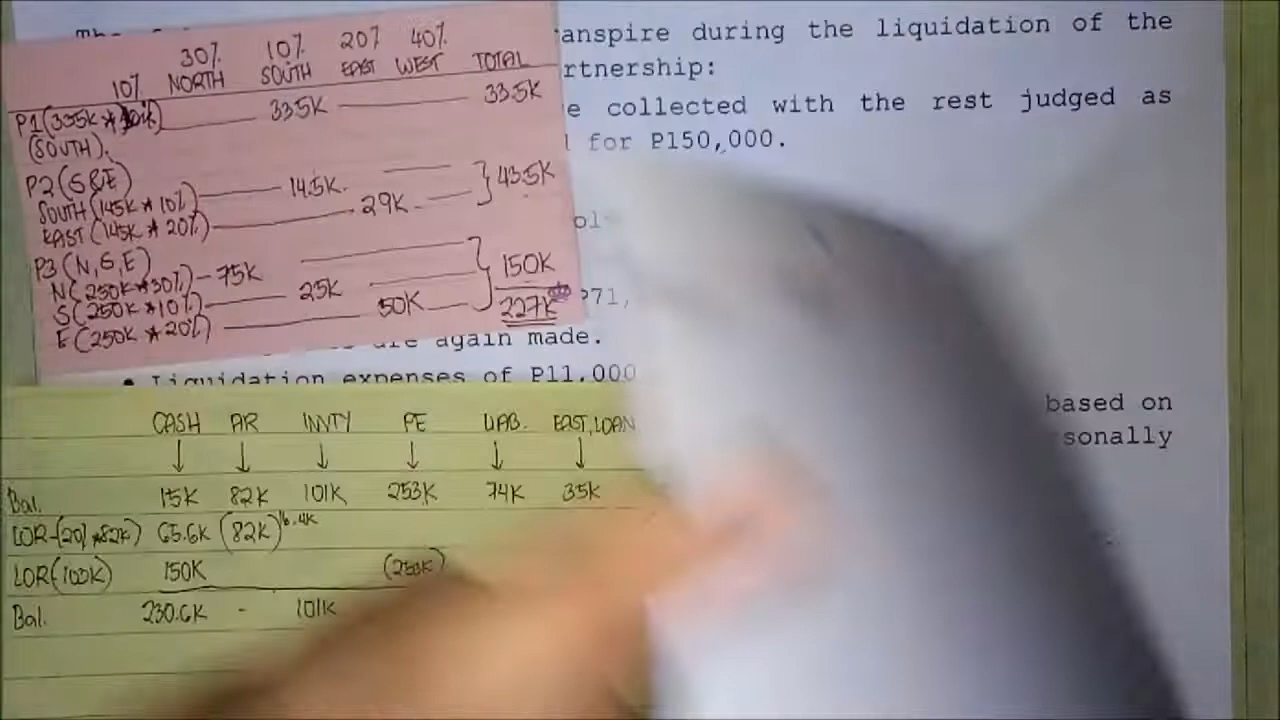 anspire during the liquidation of the
rtnership:
e collected with the rest judged as
for P150,000.
P71,
are again made.
• Liquidation expenses of P11,000
based on
sonally
30% 10% 20% 40%
10% NORTH SOUTH EAST WEST TOTAL
P1(335K * 10%) 33.5K 33.5K
(SOUTH).
P2(S&E)
SOUTH(145K * 10%) 14.5K. 43.5K
EAST(145K * 20%) 29K
P3(N,S,E)
N(250K*30%) 75K 150K
S(250K*10%) 25K 227K
E(250K * 20%) 50K
CASH AR INVTY PE LIAB. EAST, LOAN
Bal. 15K 82K 101K 253K 74K 35K
LOR-(20%*82K) 65.6K (82K) 16.4K
LOR(103K) 150K (253K)
Bal. 230.6K - 101K